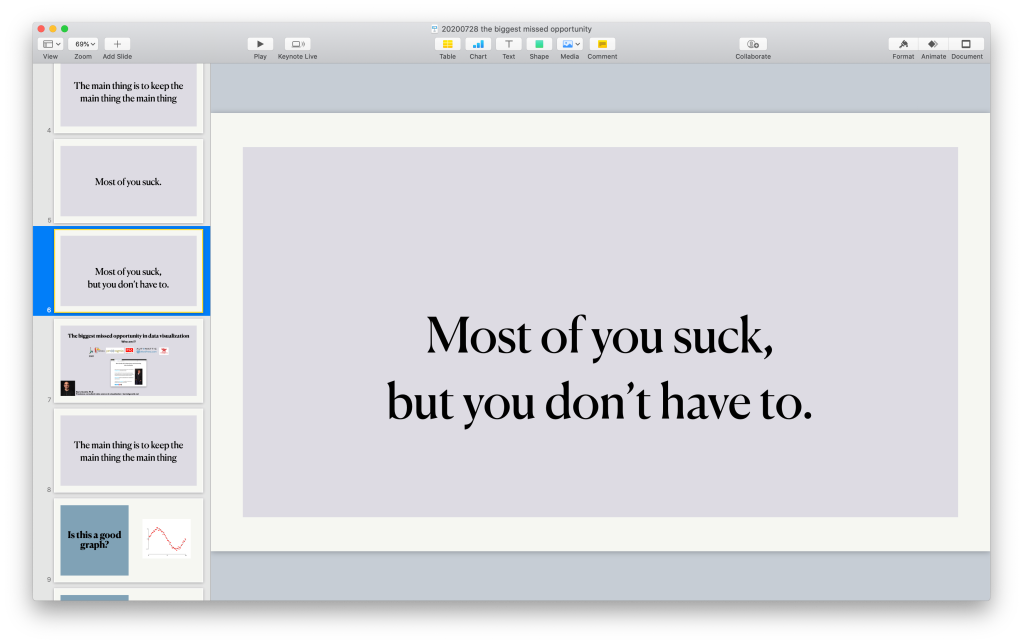 20200728 the biggest missed opportunity
69%
View
Zoom
Add Slide
Play
Keynote Live
Table
Chart
Text
Shape
Media
Comment
Collaborate
Format
Animate
Document
The main thing is to keep the
main thing the main thing
4
Most of you suck.
5
Most of you suck,
but you don't have to.
6
The biggest missed opportunity in data visualization
7
The main thing is to keep the
main thing the main thing
8
Is this a good
graph?
9
Most of you suck,
but you don't have to.